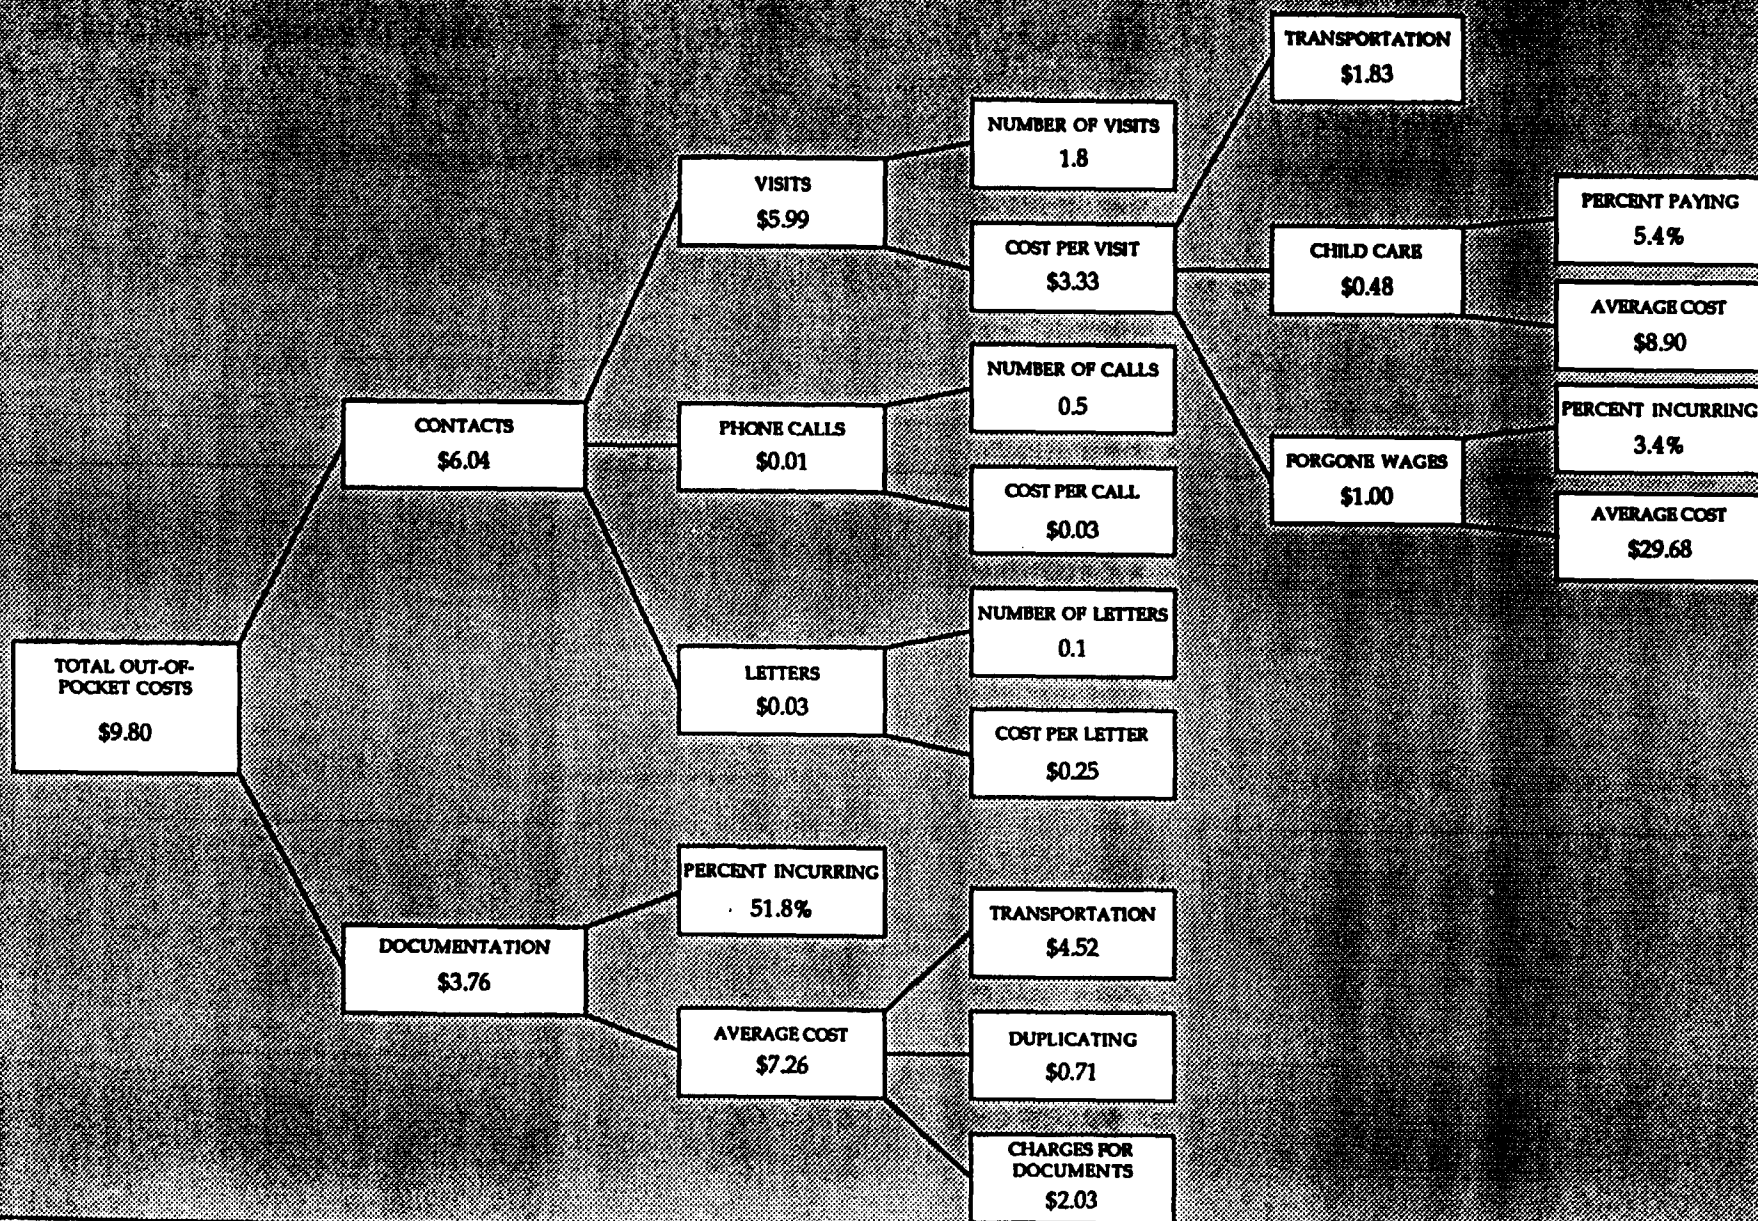 TRANSPORTATION
$1.83
NUMBER OF VISITS
1.8
VISITS
$5.99
PERCENT PAYING
5.4%
COST PER VISIT
$3.33
CHILD CARE
$0.48
AVERAGE COST
$8.90
NUMBER OF CALLS
0.5
PERCENT INCURRING
3.4%
CONTACTS
$6.04
PHONE CALLS
$0.01
FORGONE WAGES
$1.00
COST PER CALL
$0.03
AVERAGE COST
$29.68
NUMBER OF LETTERS
0.1
TOTAL OUT-OF-
POCKET COSTS
$9.80
LETTERS
$0.03
COST PER LETTER
$0.25
PERCENT INCURRING
51.8%
TRANSPORTATION
$4.52
DOCUMENTATION
$3.76
AVERAGE COST
$7.26
DUPLICATING
$0.71
CHARGES FOR
DOCUMENTS
$2.03